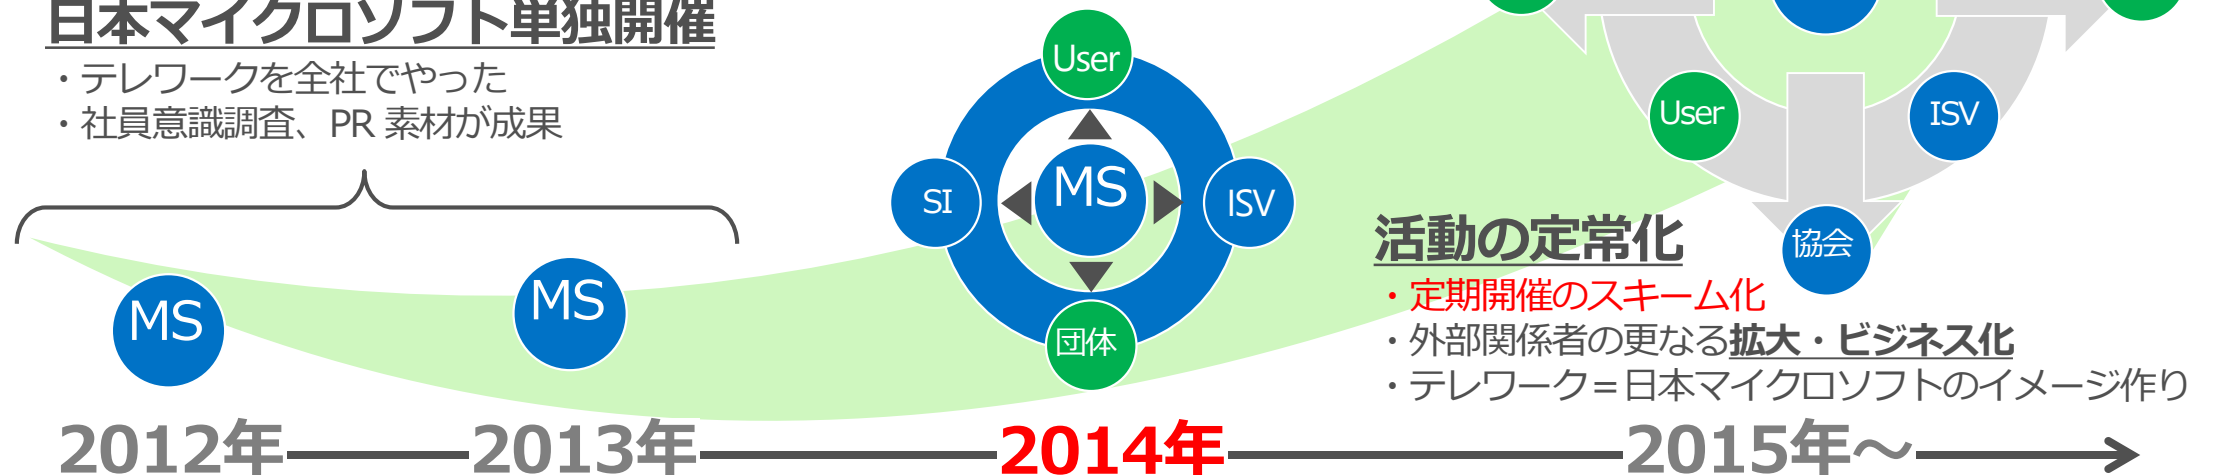 日本マイクロソフト単独開催
・テレワークを全社でやった
・社員意識調査、PR 素材が成果
MS
MS
User
SI
MS
ISV
団体
User
ISV
協会
活動の定常化
・定期開催のスキーム化
・外部関係者の更なる拡大・ビジネス化
・テレワーク＝日本マイクロソフトのイメージ作り
2012年
2013年
2014年
2015年～